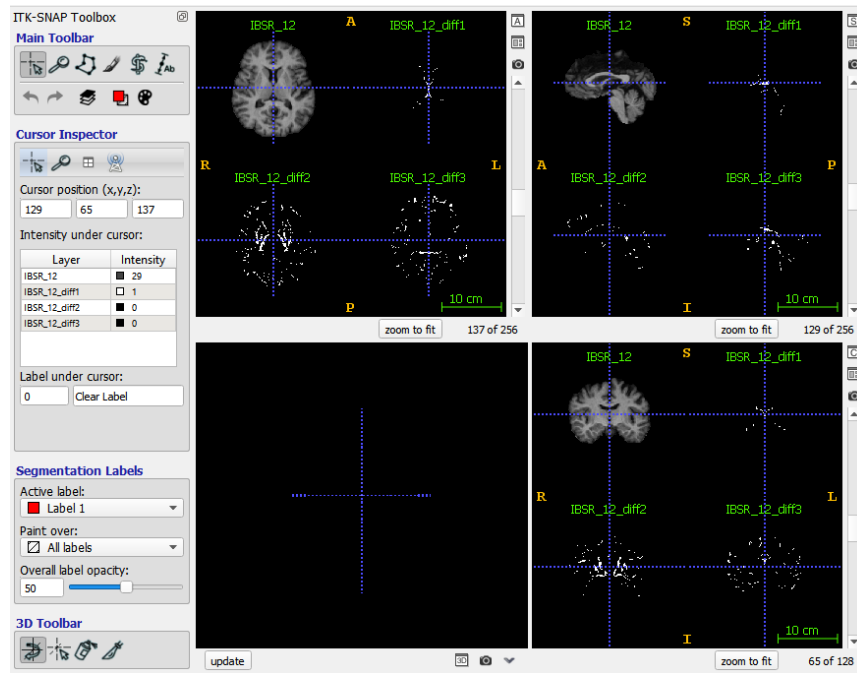 ITK-SNAP Toolbox
Main Toolbar
Ab
Cursor Inspector
Cursor position (x,y,z):
129 65 137
Intensity under cursor:
Layer Intensity
IBSR_12 29
IBSR_12_diff1 1
IBSR_12_diff2 0
IBSR_12_diff3 0
Label under cursor:
0 Clear Label
Segmentation Labels
Active label:
Label 1
Paint over:
All labels
Overall label opacity:
50
3D Toolbar
IBSR_12 A IBSR_12_diff1
R L
IBSR_12_diff2 IBSR_12_diff3
P 10 cm
zoom to fit 137 of 256
A
IBSR_12 S IBSR_12_diff1
A P
IBSR_12_diff2 IBSR_12_diff3
I 10 cm
zoom to fit 129 of 256
S
update 3D
IBSR_12 S IBSR_12_diff1
R L
IBSR_12_diff2 IBSR_12_diff3
I 10 cm
zoom to fit 65 of 128
C